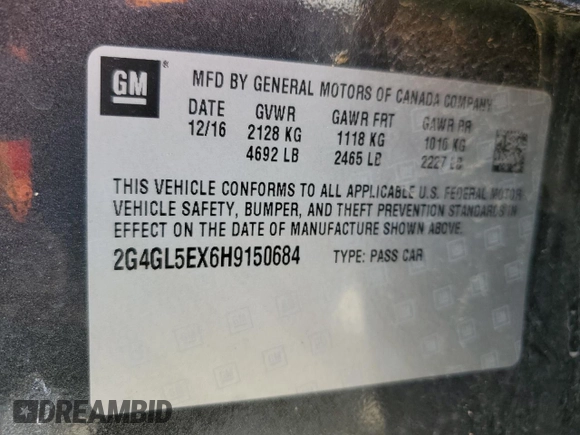 GM ®
MFD BY GENERAL MOTORS OF CANADA COMPANY
DATE GVWR GAWR FRT GAWR RR
12/16 2128 KG 1118 KG 1010 KG
4692 LB 2465 LB 2227 LB
THIS VEHICLE CONFORMS TO ALL APPLICABLE U.S. FEDERAL MOTOR
VEHICLE SAFETY, BUMPER, AND THEFT PREVENTION STANDARDS IN
EFFECT ON THE DATE OF MANUFACTURE SHOWN ABOVE.
2G4GL5EX6H9150684 TYPE: PASS CAR
DREAMBID